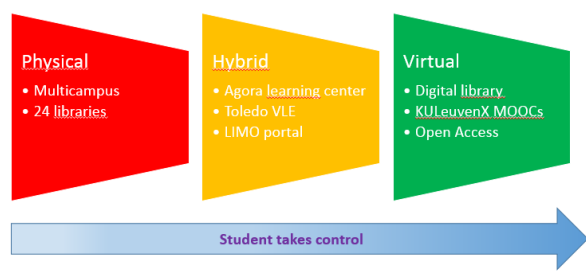 Physical
• Multicampus
• 24 libraries
Hybrid
• Agora learning center
• Toledo VLE
• LIMO portal
Virtual
• Digital library
• KULeuvenX MOOCs
• Open Access
Student takes control